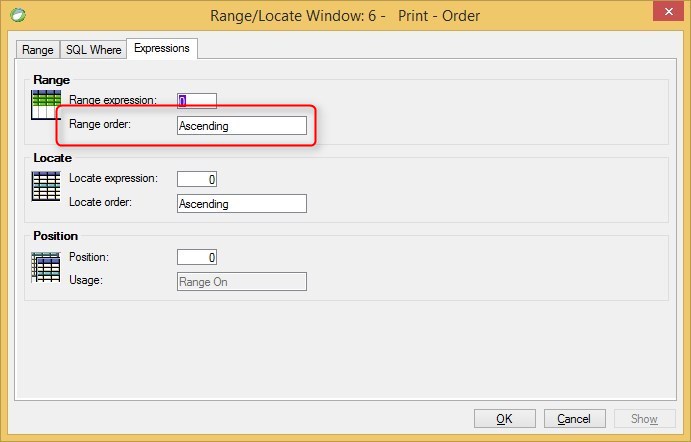 Range/Locate Window: 6 -   Print - Order
Range
SQL Where
Expressions
Range
Range expression: 0
Range order: Ascending
Locate
Locate expression: 0
Locate order: Ascending
Position
Position: 0
Usage: Range On
OK
Cancel
Show